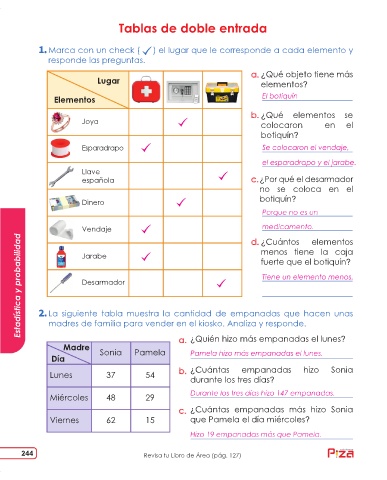 Tablas de doble entrada
1. Marca con un check ( ✓ ) el lugar que le corresponde a cada elemento y
responde las preguntas.
Lugar
Elementos
Joya
Esparadrapo
Llave
española
Dinero
Vendaje
Jarabe
Desarmador
a. ¿Qué objeto tiene más
elementos?
El botiquín
b. ¿Qué elementos se
colocaron en el
botiquín?
Se colocaron el vendaje,
el esparadrapo y el jarabe.
c. ¿Por qué el desarmador
no se coloca en el
botiquín?
Porque no es un
medicamento.
d. ¿Cuántos elementos
menos tiene la caja
fuerte que el botiquín?
Tiene un elemento menos.
2. La siguiente tabla muestra la cantidad de empanadas que hacen unas
madres de familia para vender en el kiosko. Analiza y responde.
Madre
Día
Sonia Pamela
Lunes 37 54
Miércoles 48 29
Viernes 62 15
a. ¿Quién hizo más empanadas el lunes?
Pamela hizo más empanadas el lunes.
b. ¿Cuántas empanadas hizo Sonia
durante los tres días?
Durante los tres días hizo 147 empanadas.
c. ¿Cuántas empanadas más hizo Sonia
que Pamela el día miércoles?
Hizo 19 empanadas más que Pamela.
Estadística y probabilidad
244
Revisa tu Libro de Área (pág. 127)
Pizza